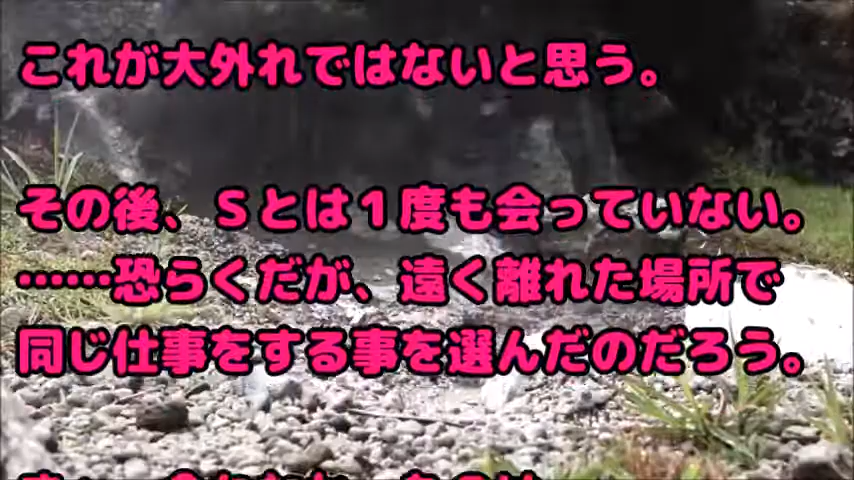 これが大外れではないと思う。
その後、Ｓとは１度も会っていない。
……恐らくだが、遠く離れた場所で
同じ仕事をする事を選んだのだろう。